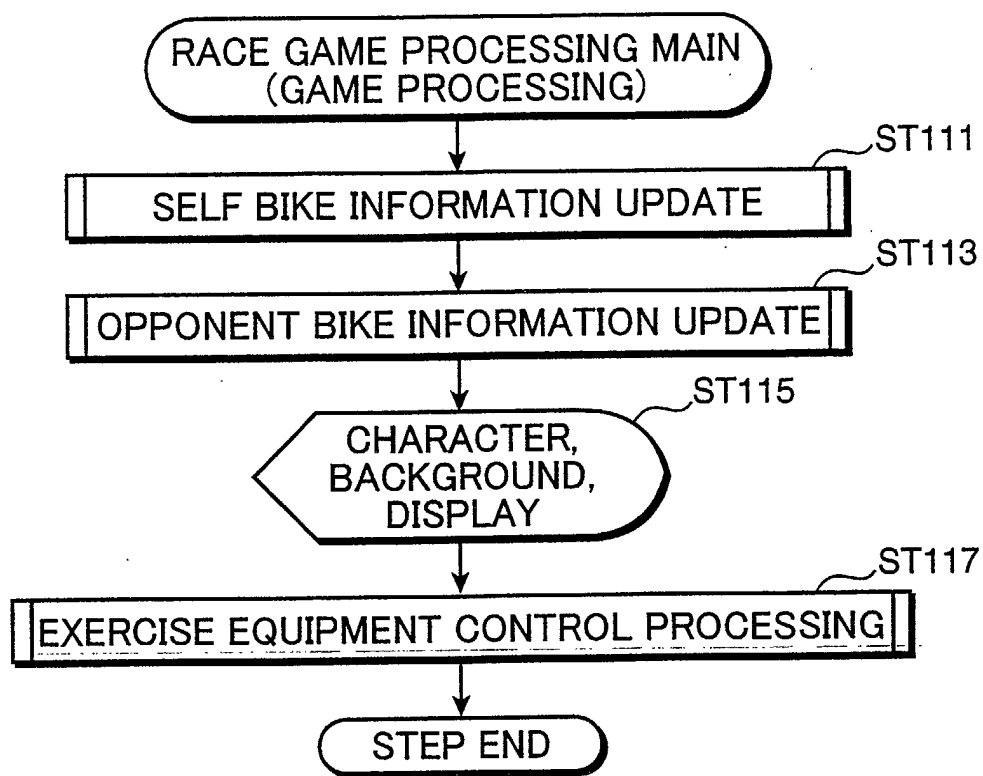 RACE GAME PROCESSING MAIN
(GAME PROCESSING)
ST111
SELF BIKE INFORMATION UPDATE
ST113
OPPONENT BIKE INFORMATION UPDATE
ST115
CHARACTER,
BACKGROUND,
DISPLAY
ST117
EXERCISE EQUIPMENT CONTROL PROCESSING
STEP END